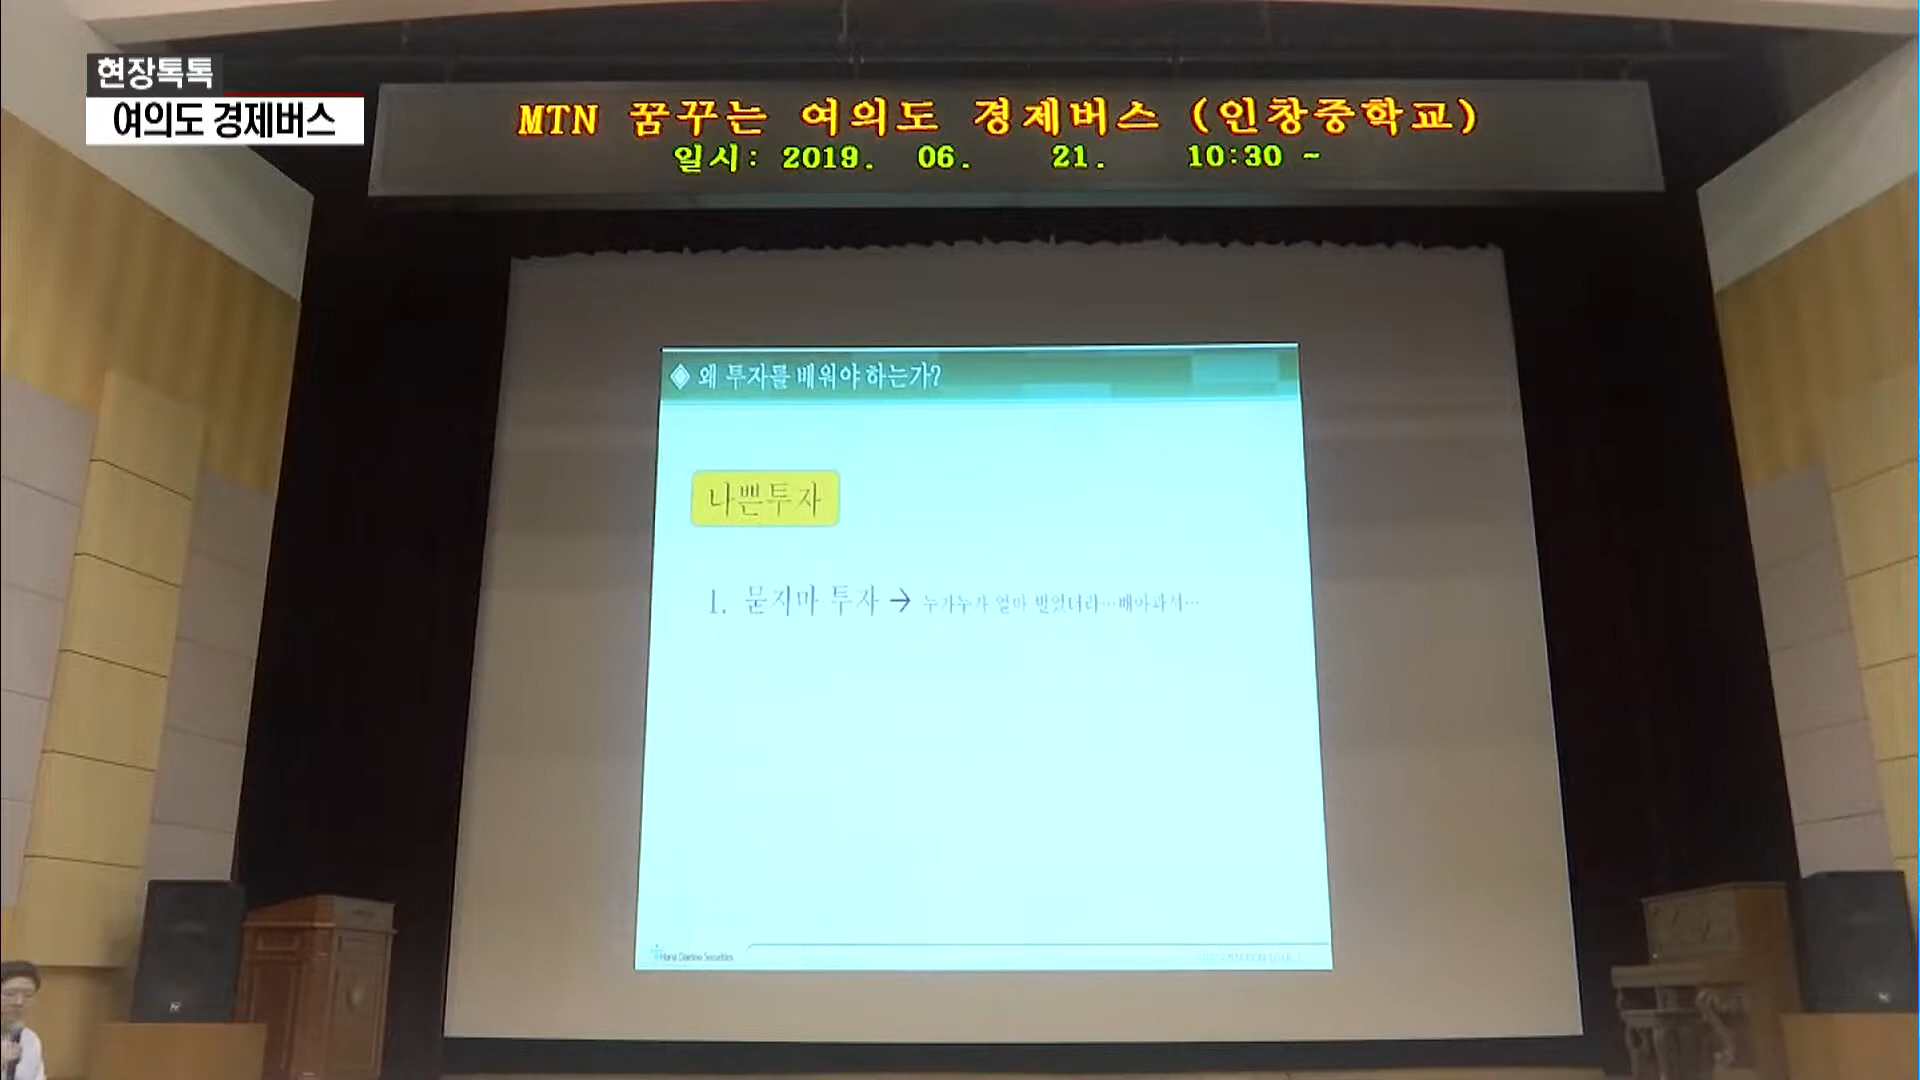 현장톡톡
여의도 경제버스
MTN 꿈꾸는 여의도 경제버스 (인창중학교)
일시: 2019. 06. 21. 10:30 ~
왜 투자를 배워야 하는가?
나쁜투자
1. 묻지마 투자 → 누가누가 얼마 벌었더라…배아파서…
Hana Daetoo Securities